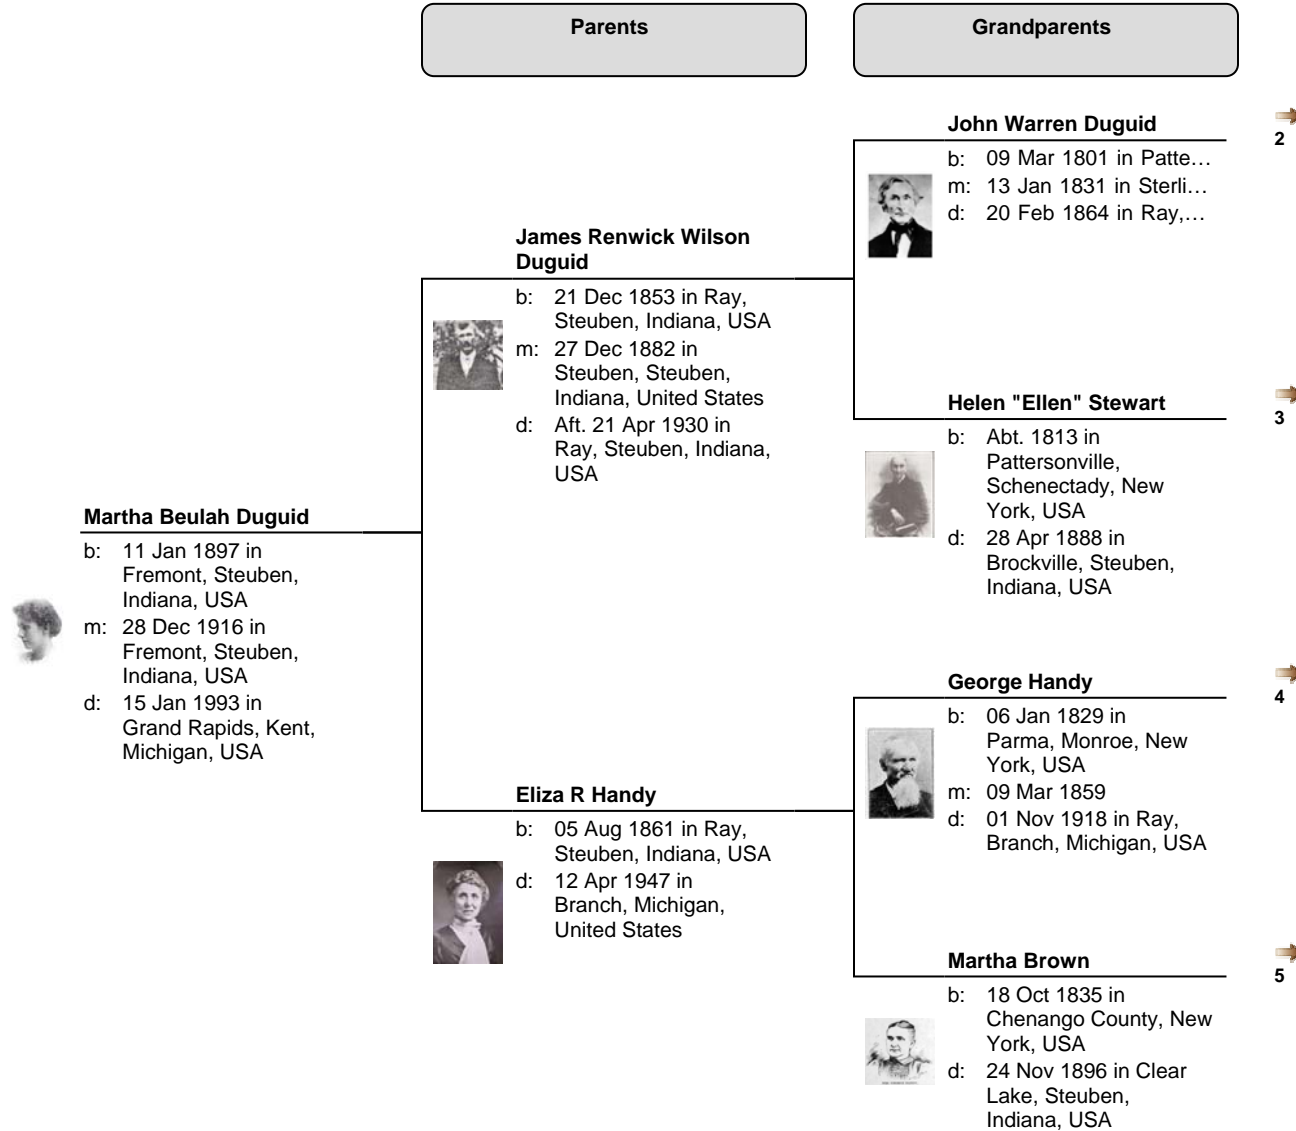 Parents
Grandparents
John Warren Duguid
b: 09 Mar 1801 in Patte…
m: 13 Jan 1831 in Sterli…
d: 20 Feb 1864 in Ray,…
2
James Renwick Wilson
Duguid
b: 21 Dec 1853 in Ray,
Steuben, Indiana, USA
m: 27 Dec 1882 in
Steuben, Steuben,
Indiana, United States
d: Aft. 21 Apr 1930 in
Ray, Steuben, Indiana,
USA
Helen "Ellen" Stewart
b: Abt. 1813 in
Pattersonville,
Schenectady, New
York, USA
d: 28 Apr 1888 in
Brockville, Steuben,
Indiana, USA
3
Martha Beulah Duguid
b: 11 Jan 1897 in
Fremont, Steuben,
Indiana, USA
m: 28 Dec 1916 in
Fremont, Steuben,
Indiana, USA
d: 15 Jan 1993 in
Grand Rapids, Kent,
Michigan, USA
George Handy
b: 06 Jan 1829 in
Parma, Monroe, New
York, USA
m: 09 Mar 1859
d: 01 Nov 1918 in Ray,
Branch, Michigan, USA
4
Eliza R Handy
b: 05 Aug 1861 in Ray,
Steuben, Indiana, USA
d: 12 Apr 1947 in
Branch, Michigan,
United States
Martha Brown
b: 18 Oct 1835 in
Chenango County, New
York, USA
d: 24 Nov 1896 in Clear
Lake, Steuben,
Indiana, USA
5